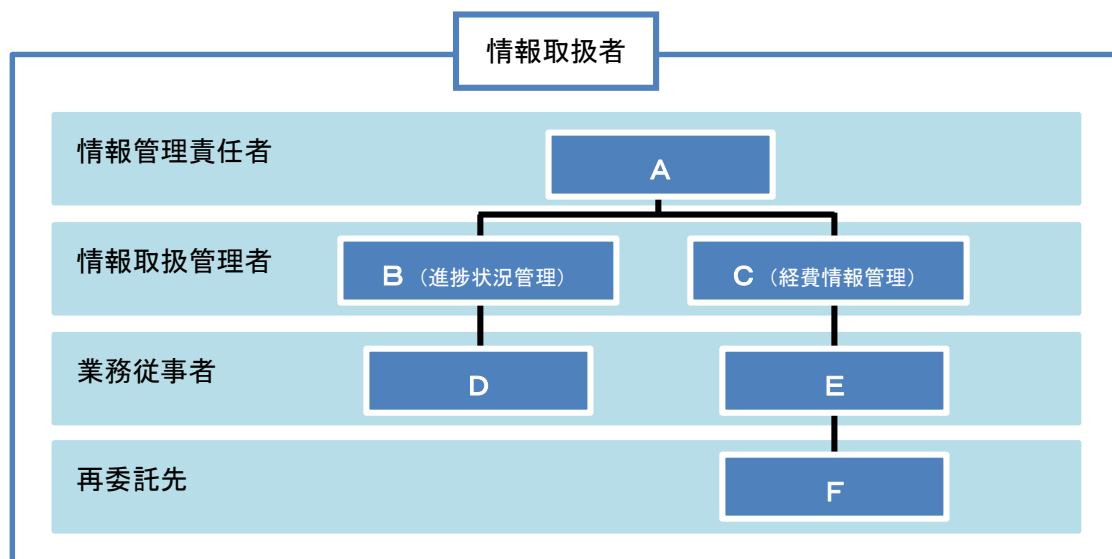 情報取扱者
情報管理責任者
A
情報取扱管理者
B（進捗状況管理）
C（経費情報管理）
業務従事者
D
E
再委託先
F